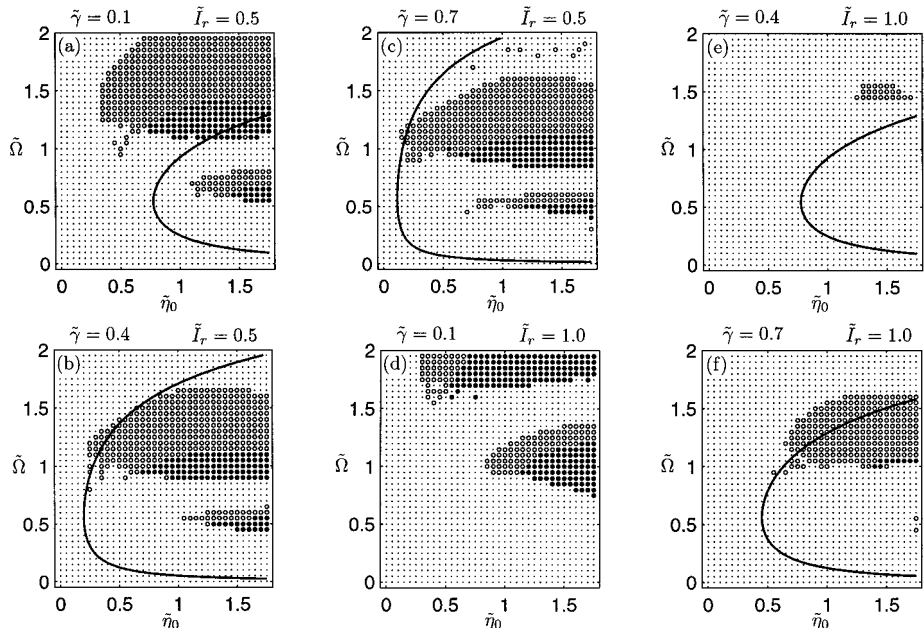 γ̃ = 0.1 Ĩr = 0.5
(a)
2
1.5
Ω̃ 1
0.5
0
0 0.5 1 1.5
η̃0
γ̃ = 0.7 Ĩr = 0.5
(c)
2
1.5
Ω̃ 1
0.5
0
0 0.5 1 1.5
η̃0
γ̃ = 0.4 Ĩr = 1.0
(e)
2
1.5
Ω̃ 1
0.5
0
0 0.5 1 1.5
η̃0
γ̃ = 0.4 Ĩr = 0.5
(b)
2
1.5
Ω̃ 1
0.5
0
0 0.5 1 1.5
η̃0
γ̃ = 0.1 Ĩr = 1.0
(d)
2
1.5
Ω̃ 1
0.5
0
0 0.5 1 1.5
η̃0
γ̃ = 0.7 Ĩr = 1.0
(f)
2
1.5
Ω̃ 1
0.5
0
0 0.5 1 1.5
η̃0